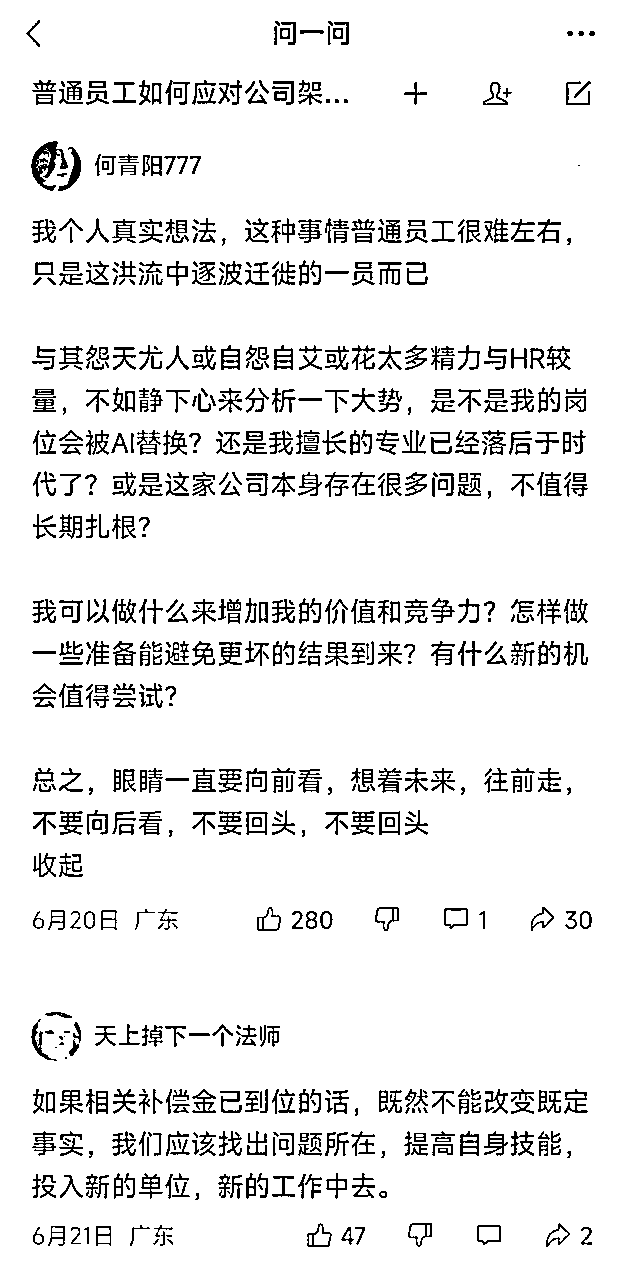 问一问
普通员工如何应对公司架...
何青阳777
我个人真实想法，这种事情普通员工很难左右，
只是这洪流中逐波迁徙的一员而已
与其怨天尤人或自怨自艾或花太多精力与HR较
量，不如静下心来分析一下大势，是不是我的岗
位会被AI替换？还是我擅长的专业已经落后于时
代了？或是这家公司本身存在很多问题，不值得
长期扎根？
我可以做什么来增加我的价值和竞争力？怎样做
一些准备能避免更坏的结果到来？有什么新的机
会值得尝试？
总之，眼睛一直要向前看，想着未来，往前走，
不要向后看，不要回头，不要回头
收起
6月20日 广东 280 1 30
天上掉下一个法师
如果相关补偿金已到位的话，既然不能改变既定
事实，我们应该找出问题所在，提高自身技能，
投入新的单位，新的工作中去。
6月21日 广东 47 2